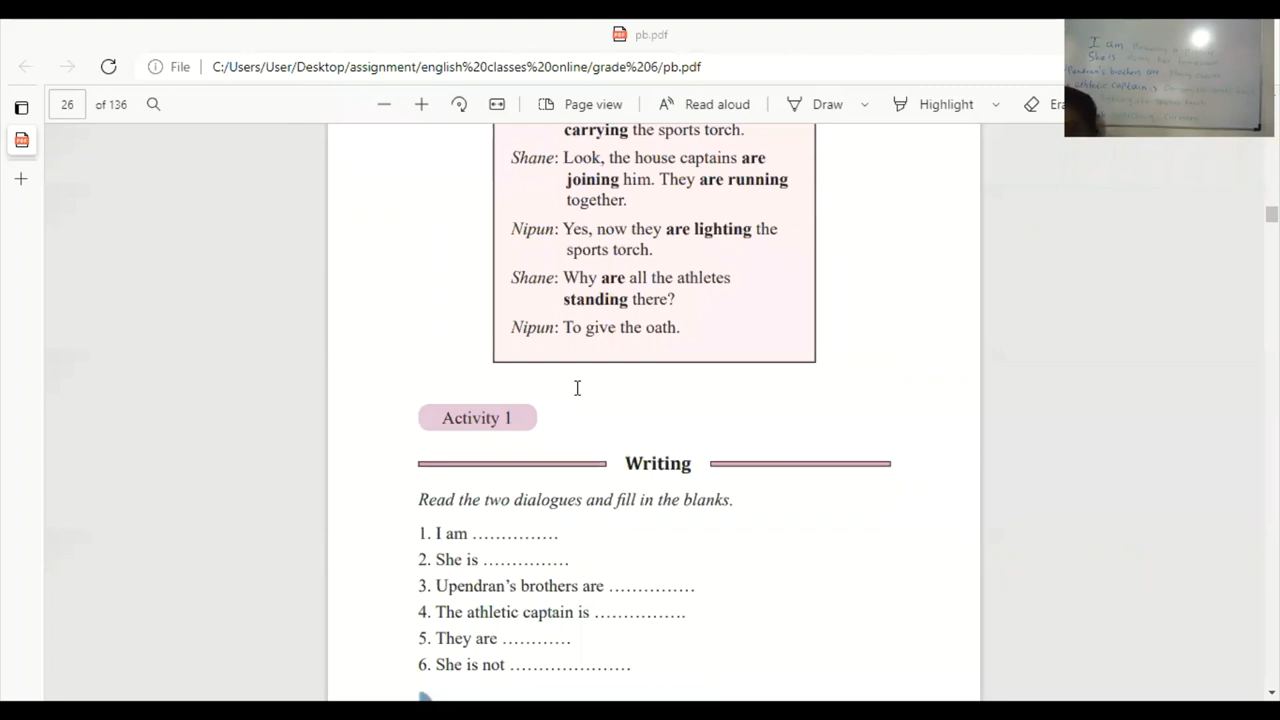 pb.pdf
File C:/Users/User/Desktop/assignment/english%20classes%20online/grade%206/pb.pdf
26 of 136 Page view Read aloud Draw Highlight
carrying the sports torch.
Shane: Look, the house captains are
joining him. They are running
together.
Nipun: Yes, now they are lighting the
sports torch.
Shane: Why are all the athletes
standing there?
Nipun: To give the oath.
Activity 1
Writing
Read the two dialogues and fill in the blanks.
1. I am ...............
2. She is ...............
3. Upendran's brothers are ...............
4. The athletic captain is ................
5. They are ............
6. She is not .....................
I am
She is
brothers are
athletic captain is